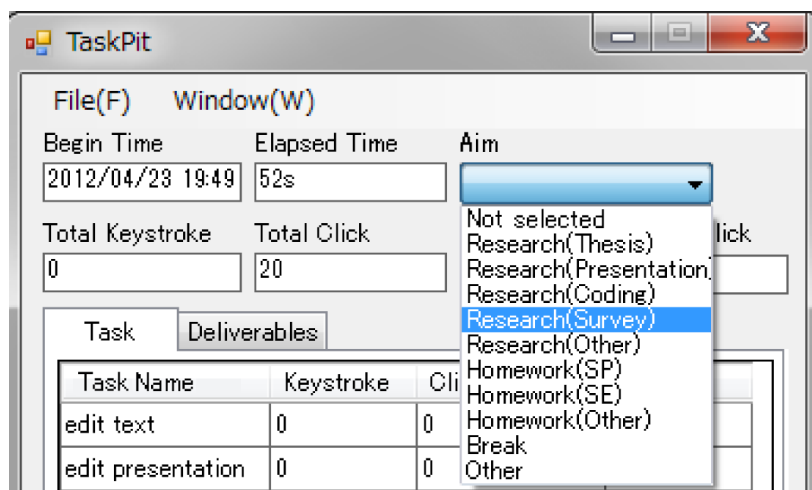 TaskPit
File(F) Window(W)
Begin Time Elapsed Time Aim
2012/04/23 19:49 52s
Not selected
Total Keystroke Total Click Research(Thesis) lick
0 20 Research(Presentation)
Research(Coding)
Task Deliverables Research(Survey)
Research(Other)
Task Name Keystroke Cli Homework(SP)
Homework(SE)
edit text 0 0 Homework(Other)
Break
edit presentation 0 0 Other